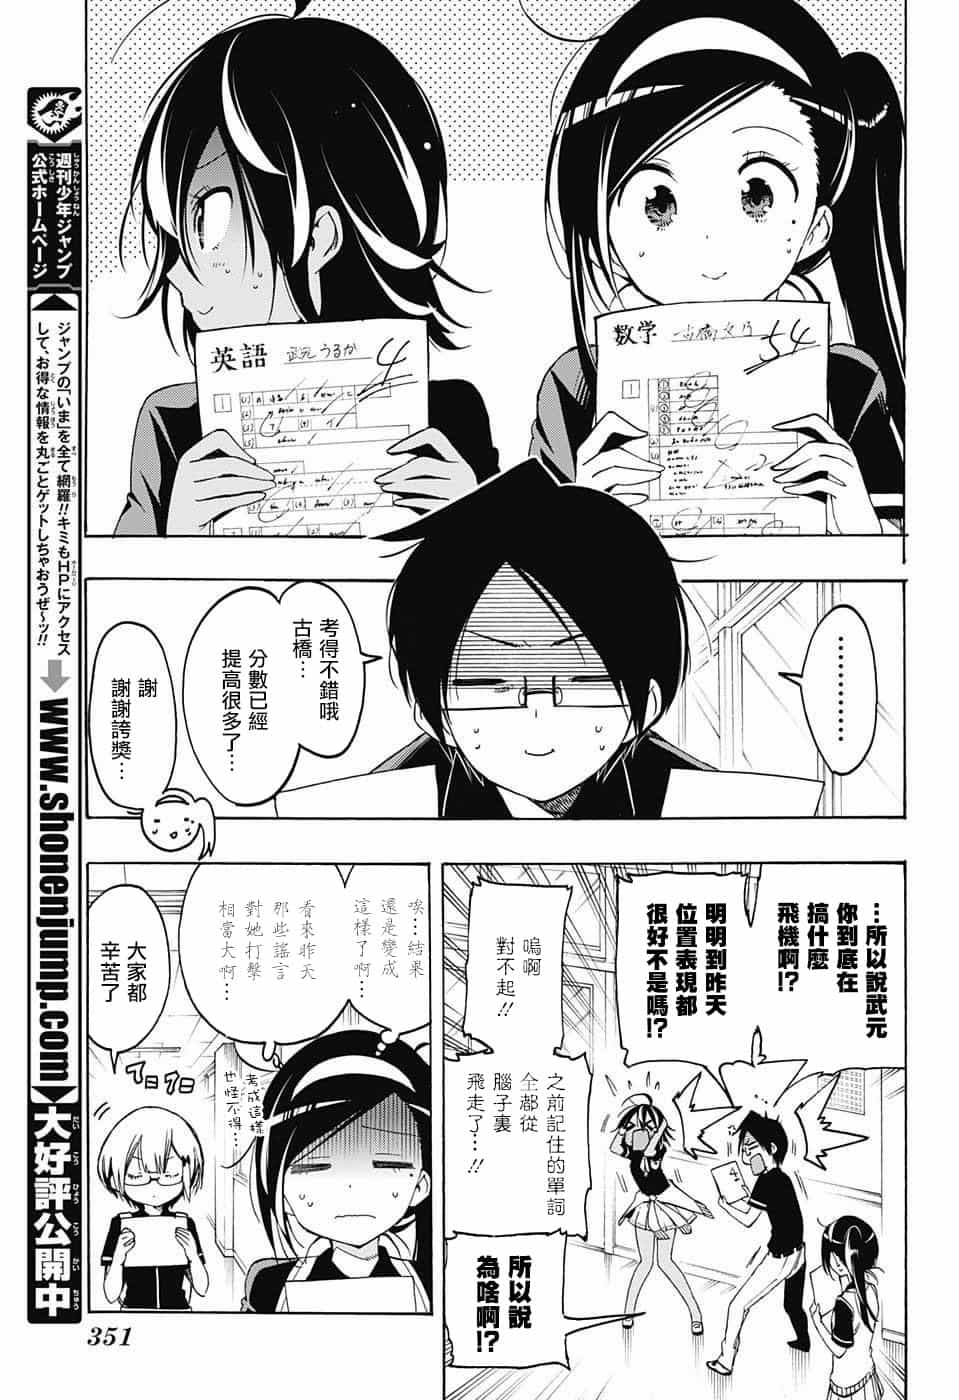 数学
古橋文乃
54
英語
武元うるか
4
…………
考得不錯哦
古橋…
分數已經
提高很多了…
謝
謝謝誇獎…
…所以說武元
你到底在
搞什麼
飛機啊!?
明明到昨天
位置表現都
很好不是嗎!?
嗚啊
對不起!!
之前記住的單詞
全都從
腦子裏
飛走了…!!
所以說
為啥啊!?
唉…結果
還是變成
這樣了啊…
看來昨天
那些謠言
對她打擊
相當大啊…
考成這樣
也怪不得…
大家都
辛苦了
週刊少年ジャンプ
公式ホームページ
ジャンプの「いま」を全て網羅!!キミもHPにアクセス
して、お得な情報を丸ごとゲットしちゃおうぜ〜ッ!!
www.shonenjump.com
大好評公開中
351